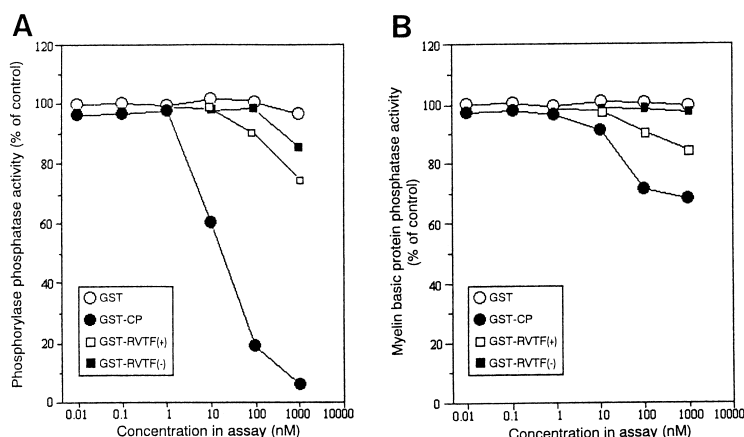 A
Phosphorylase phosphatase activity (% of control)
120
100
80
60
40
20
0
GST
GST-CP
GST-RVTF(+)
GST-RVTF(-)
0.01 0.1 1 10 100 1000 10000
Concentration in assay (nM)
B
Myelin basic protein phosphatase activity
(% of control)
120
100
80
60
40
20
0
GST
GST-CP
GST-RVTF(+)
GST-RVTF(-)
0.01 0.1 1 10 100 1000 10000
Concentration in assay (nM)